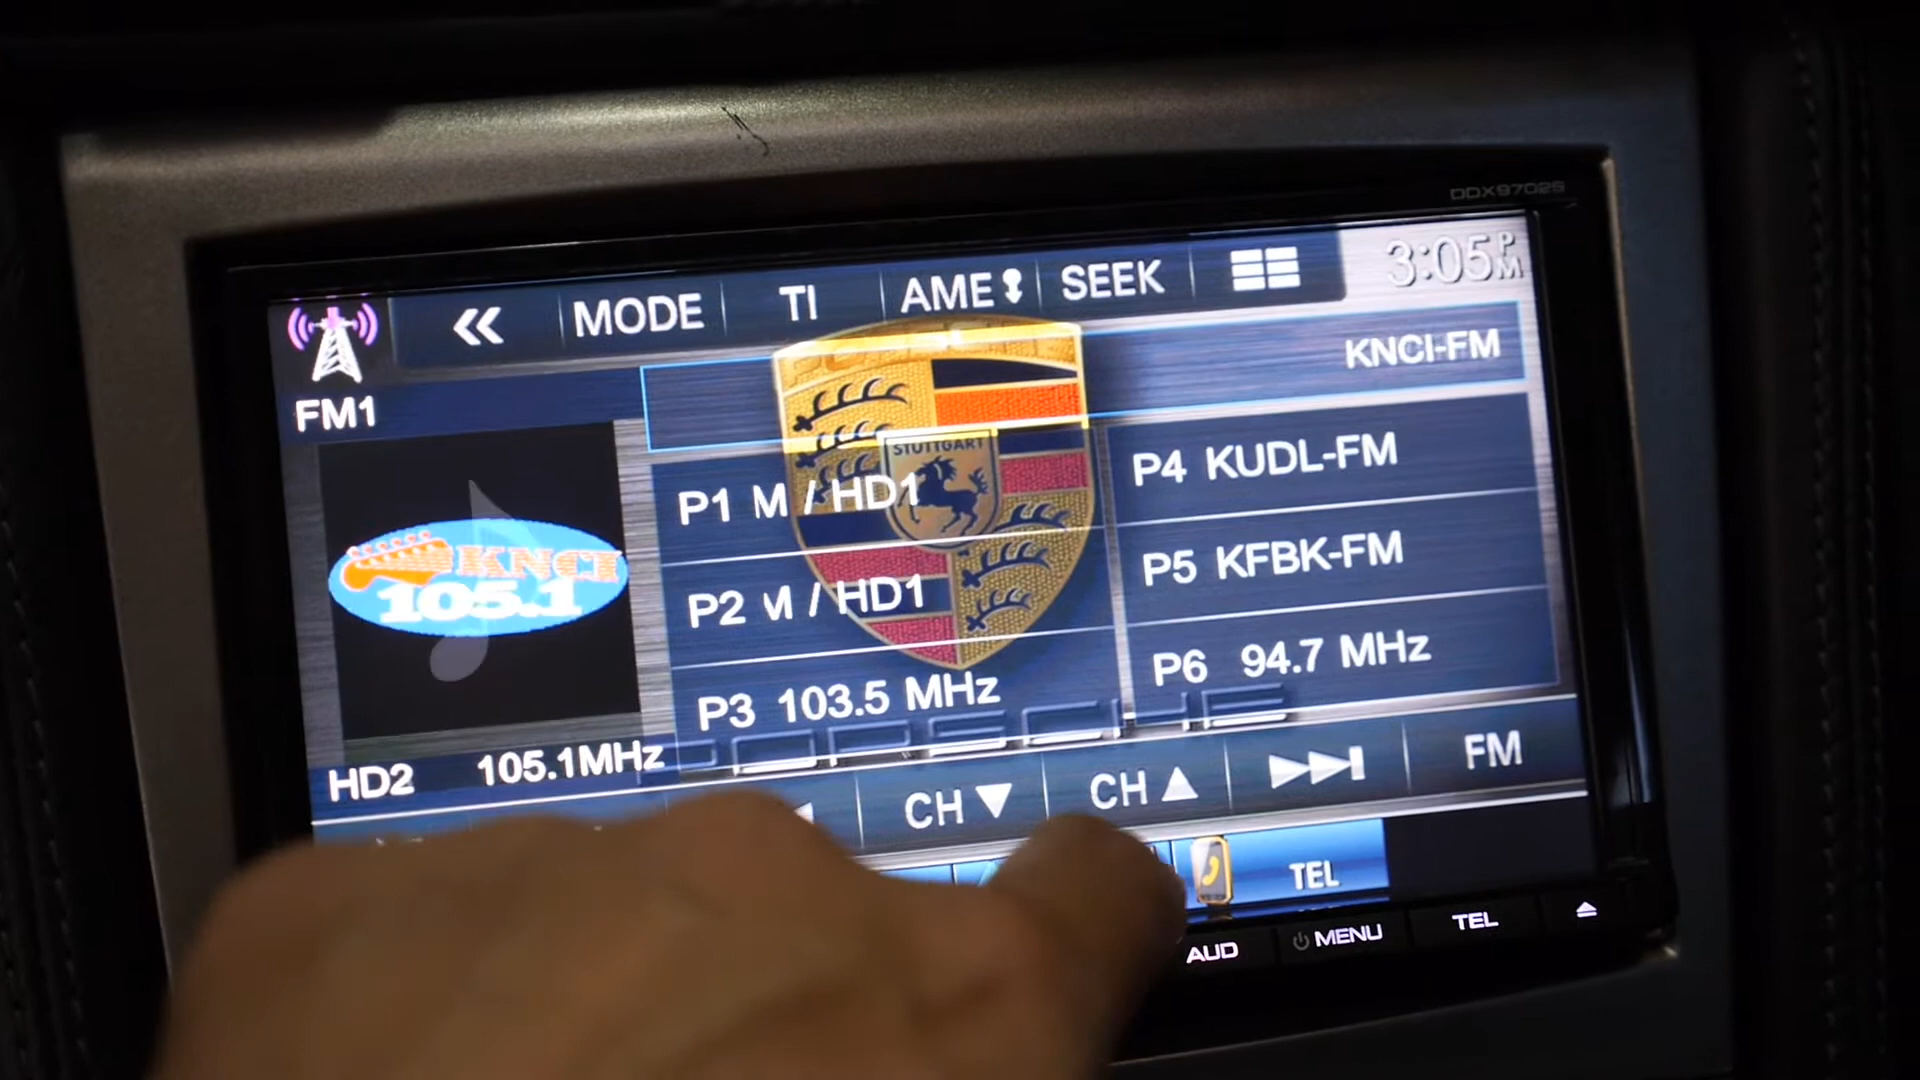 DDX9702S
MODE TI AME SEEK 3:05 PM
KNCI-FM
FM1
STUTTGART
P1 M / HD1
P4 KUDL-FM
KNCI
105.1
P2 M / HD1
P5 KFBK-FM
P3 103.5 MHz
P6 94.7 MHz
PORSCHE
HD2 105.1MHz
CH CH FM
TEL
AUD MENU TEL